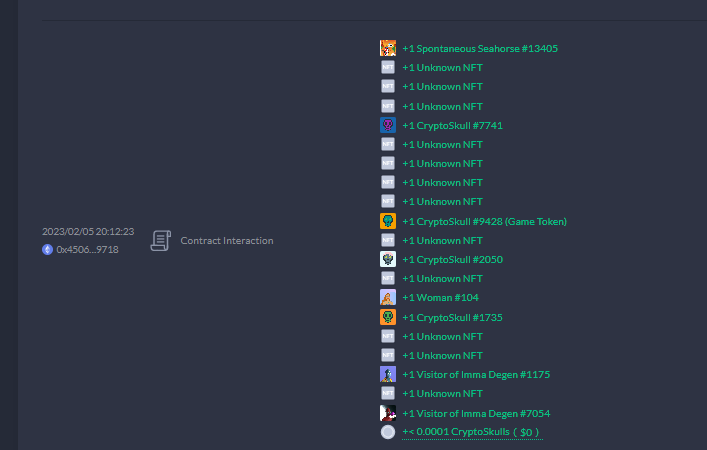 +1 Spontaneous Seahorse #13405
NFT +1 Unknown NFT
NFT +1 Unknown NFT
NFT +1 Unknown NFT
+1 CryptoSkull #7741
NFT +1 Unknown NFT
NFT +1 Unknown NFT
NFT +1 Unknown NFT
NFT +1 Unknown NFT
+1 CryptoSkull #9428 (Game Token)
2023/02/05 20:12:23
0x4506...9718
Contract Interaction
NFT +1 Unknown NFT
+1 CryptoSkull #2050
NFT +1 Unknown NFT
+1 Woman #104
+1 CryptoSkull #1735
NFT +1 Unknown NFT
NFT +1 Unknown NFT
+1 Visitor of Imma Degen #1175
NFT +1 Unknown NFT
+1 Visitor of Imma Degen #7054
+< 0.0001 CryptoSkulls ( $0 )